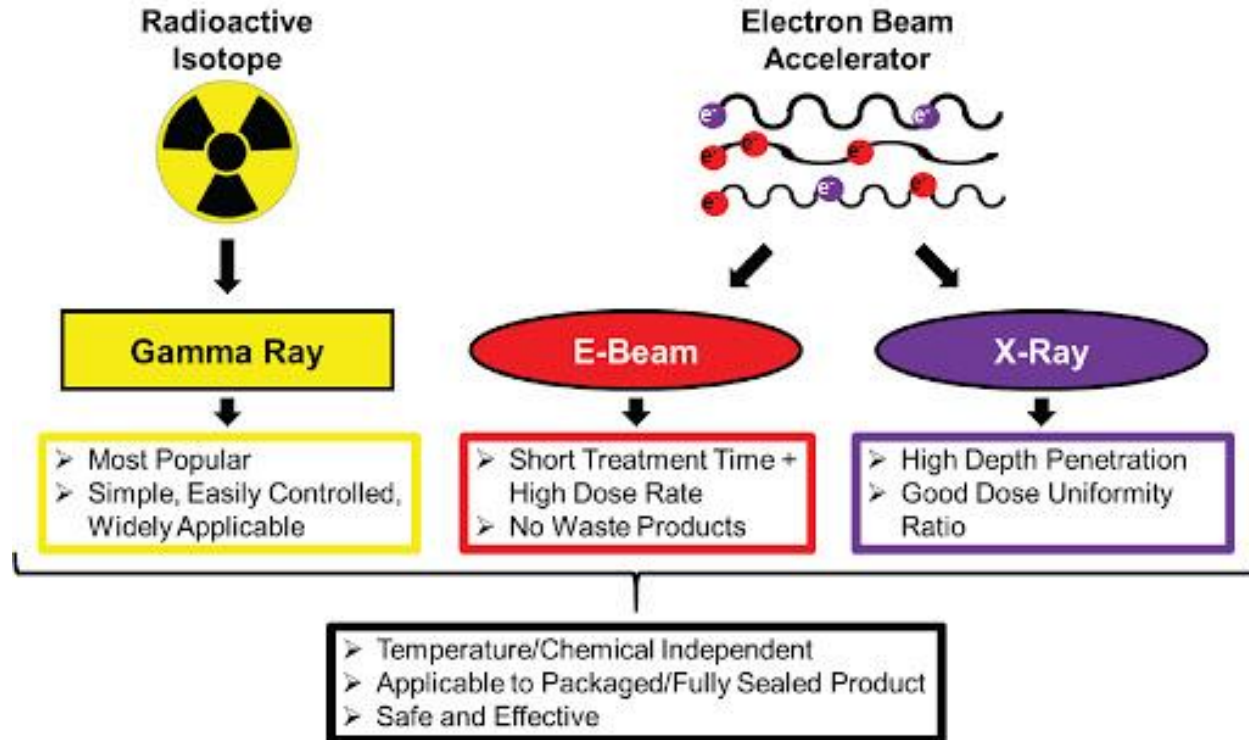 Radioactive
Isotope
Electron Beam
Accelerator
e⁻
e⁻
e⁻
e⁻
e⁻
e⁻
e⁻
e⁻
Gamma Ray
E-Beam
X-Ray
➢ Most Popular
➢ Simple, Easily Controlled,
Widely Applicable
➢ Short Treatment Time +
High Dose Rate
➢ No Waste Products
➢ High Depth Penetration
➢ Good Dose Uniformity
Ratio
➢ Temperature/Chemical Independent
➢ Applicable to Packaged/Fully Sealed Product
➢ Safe and Effective